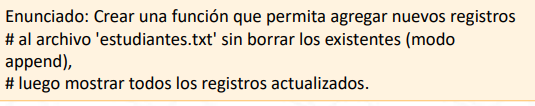 Enunciado: Crear una función que permita agregar nuevos registros
# al archivo 'estudiantes.txt' sin borrar los existentes (modo
append),
# luego mostrar todos los registros actualizados.